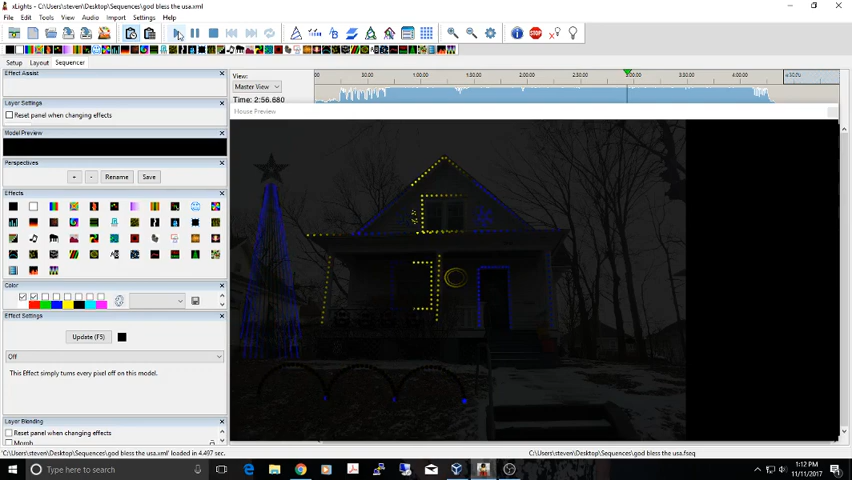 xLights - C:\Users\steven\Desktop\Sequences\god bless the usa.xml
File Edit Tools View Audio Import Settings Help
Setup Layout Sequencer
Effect Assist
Layer Settings
Reset panel when changing effects
Model Preview
Perspectives
+ - Rename Save
Effects
Color
Effect Settings
Update (F5)
Off
This Effect simply turns every pixel off on this model.
Layer Blending
Reset panel when changing effects
Morph
View:
Master View
Time: 2:56.680
House Preview
'C:\Users\steven\Desktop\Sequences\god bless the usa.xml' loaded in 4.497 sec.
C:\Users\steven\Desktop\Sequences\god bless the usa.fseq
Type here to search
1:12 PM
11/11/2017